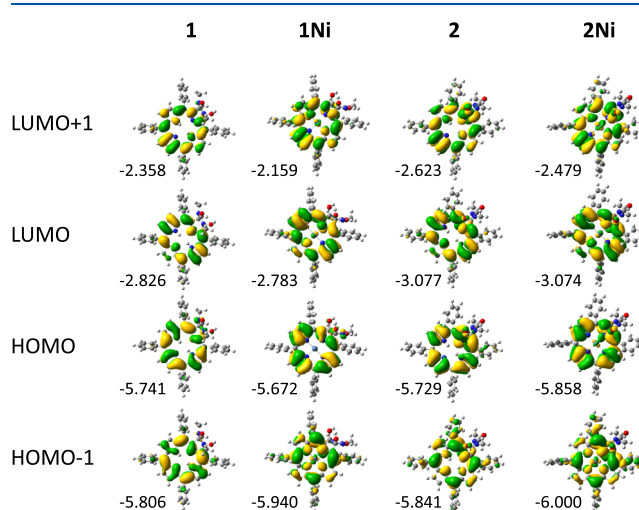 1 1Ni 2 2Ni
LUMO+1
-2.358 -2.159 -2.623 -2.479
LUMO
-2.826 -2.783 -3.077 -3.074
HOMO
-5.741 -5.672 -5.729 -5.858
HOMO-1
-5.806 -5.940 -5.841 -6.000